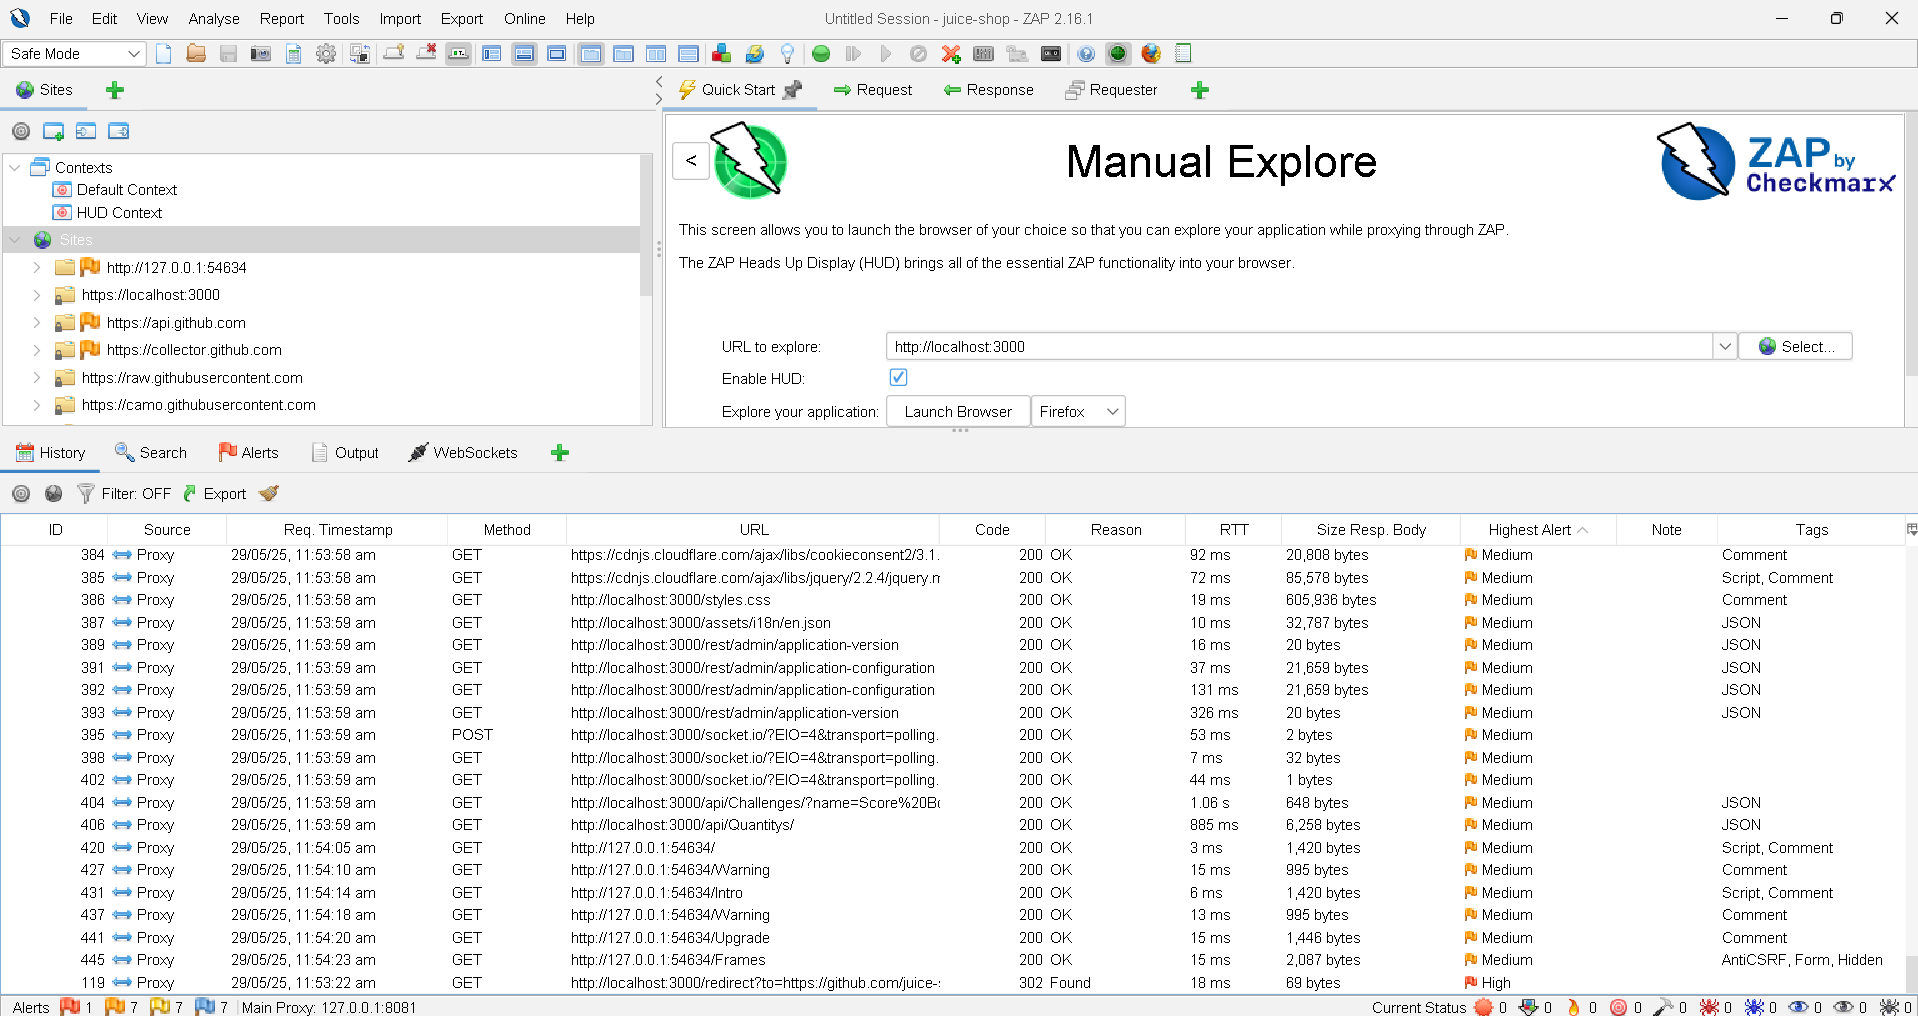 File Edit View Analyse Report Tools Import Export Online Help
Untitled Session - juice-shop - ZAP 2.16.1
Safe Mode
Sites
Quick Start Request Response Requester
Contexts
Default Context
HUD Context
Sites
http://127.0.0.1:54634
https://localhost:3000
https://api.github.com
https://collector.github.com
https://raw.githubusercontent.com
https://camo.githubusercontent.com
<
Manual Explore
ZAP by
Checkmarx
This screen allows you to launch the browser of your choice so that you can explore your application while proxying through ZAP.
The ZAP Heads Up Display (HUD) brings all of the essential ZAP functionality into your browser.
URL to explore: http://localhost:3000 Select...
Enable HUD:
Explore your application: Launch Browser Firefox
History Search Alerts Output WebSockets
Filter: OFF Export
ID Source Req. Timestamp Method URL Code Reason RTT Size Resp. Body Highest Alert Note Tags
384 Proxy 29/05/25, 11:53:58 am GET https://cdnjs.cloudflare.com/ajax/libs/cookieconsent2/3.1. 200 OK 92 ms 20,808 bytes Medium Comment
385 Proxy 29/05/25, 11:53:58 am GET https://cdnjs.cloudflare.com/ajax/libs/jquery/2.2.4/jquery.m 200 OK 72 ms 85,578 bytes Medium Script, Comment
386 Proxy 29/05/25, 11:53:58 am GET http://localhost:3000/styles.css 200 OK 19 ms 605,936 bytes Medium Comment
387 Proxy 29/05/25, 11:53:59 am GET http://localhost:3000/assets/i18n/en.json 200 OK 10 ms 32,787 bytes Medium JSON
389 Proxy 29/05/25, 11:53:59 am GET http://localhost:3000/rest/admin/application-version 200 OK 16 ms 20 bytes Medium JSON
391 Proxy 29/05/25, 11:53:59 am GET http://localhost:3000/rest/admin/application-configuration 200 OK 37 ms 21,659 bytes Medium JSON
392 Proxy 29/05/25, 11:53:59 am GET http://localhost:3000/rest/admin/application-configuration 200 OK 131 ms 21,659 bytes Medium JSON
393 Proxy 29/05/25, 11:53:59 am GET http://localhost:3000/rest/admin/application-version 200 OK 326 ms 20 bytes Medium JSON
395 Proxy 29/05/25, 11:53:59 am POST http://localhost:3000/socket.io/?EIO=4&transport=polling. 200 OK 53 ms 2 bytes Medium
398 Proxy 29/05/25, 11:53:59 am GET http://localhost:3000/socket.io/?EIO=4&transport=polling. 200 OK 7 ms 32 bytes Medium
402 Proxy 29/05/25, 11:53:59 am GET http://localhost:3000/socket.io/?EIO=4&transport=polling. 200 OK 44 ms 1 bytes Medium
404 Proxy 29/05/25, 11:53:59 am GET http://localhost:3000/api/Challenges/?name=Score%20Bo 200 OK 1.06 s 648 bytes Medium JSON
406 Proxy 29/05/25, 11:53:59 am GET http://localhost:3000/api/Quantitys/ 200 OK 885 ms 6,258 bytes Medium JSON
420 Proxy 29/05/25, 11:54:05 am GET http://127.0.0.1:54634/ 200 OK 3 ms 1,420 bytes Medium Script, Comment
427 Proxy 29/05/25, 11:54:10 am GET http://127.0.0.1:54634/Warning 200 OK 15 ms 995 bytes Medium Comment
431 Proxy 29/05/25, 11:54:14 am GET http://127.0.0.1:54634/Intro 200 OK 6 ms 1,420 bytes Medium Script, Comment
437 Proxy 29/05/25, 11:54:18 am GET http://127.0.0.1:54634/Warning 200 OK 13 ms 995 bytes Medium Comment
441 Proxy 29/05/25, 11:54:20 am GET http://127.0.0.1:54634/Upgrade 200 OK 15 ms 1,446 bytes Medium Comment
445 Proxy 29/05/25, 11:54:23 am GET http://127.0.0.1:54634/Frames 200 OK 15 ms 2,087 bytes Medium AntiCSRF, Form, Hidden
119 Proxy 29/05/25, 11:53:22 am GET http://localhost:3000/redirect?to=https://github.com/juice- 302 Found 18 ms 69 bytes High
Alerts 1 7 7 7 Main Proxy: 127.0.0.1:8081 Current Status 0 0 0 0 0 0 0 0 0 0